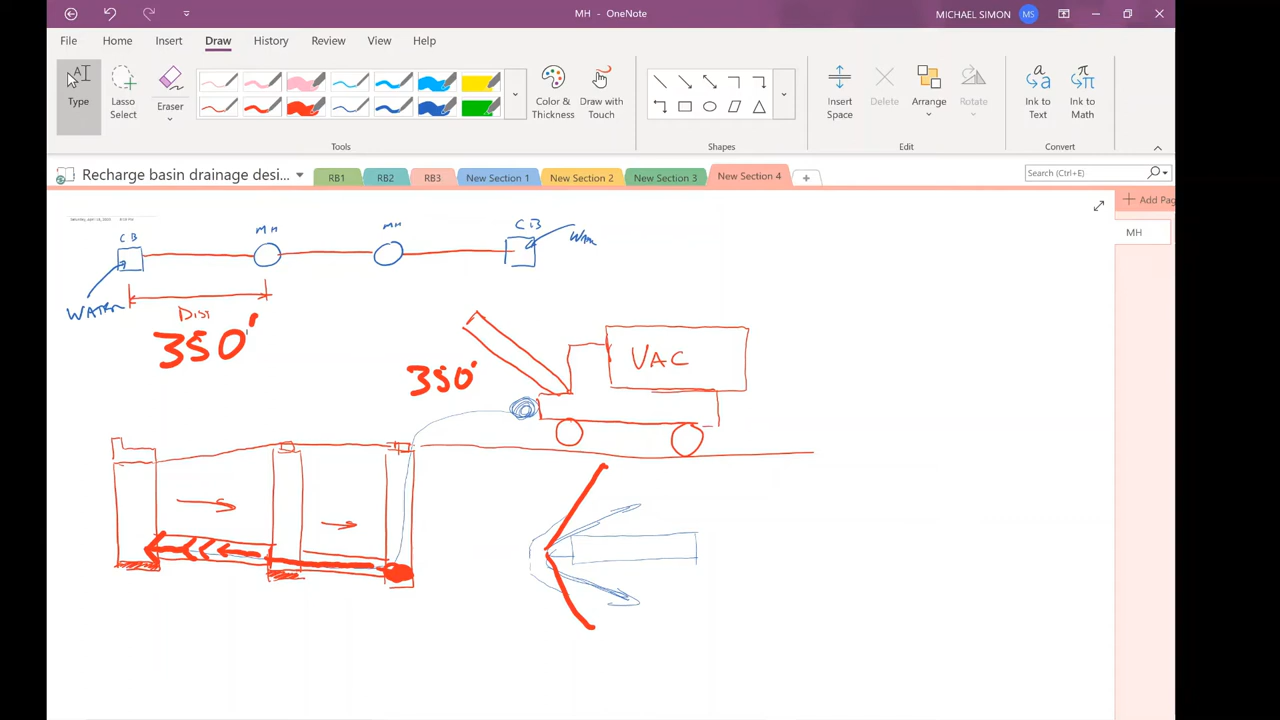 MH - OneNote
MICHAEL SIMON
MS
File
Home
Insert
Draw
History
Review
View
Help
Type
Lasso Select
Eraser
Color & Thickness
Draw with Touch
Insert Space
Delete
Arrange
Rotate
Ink to Text
Ink to Math
Tools
Shapes
Edit
Convert
Recharge basin drainage desi...
RB1
RB2
RB3
New Section 1
New Section 2
New Section 3
New Section 4
Search (Ctrl+E)
Add Pag
MH
CB
MH
MH
CB
WATER
Dist
350'
350'
VAC